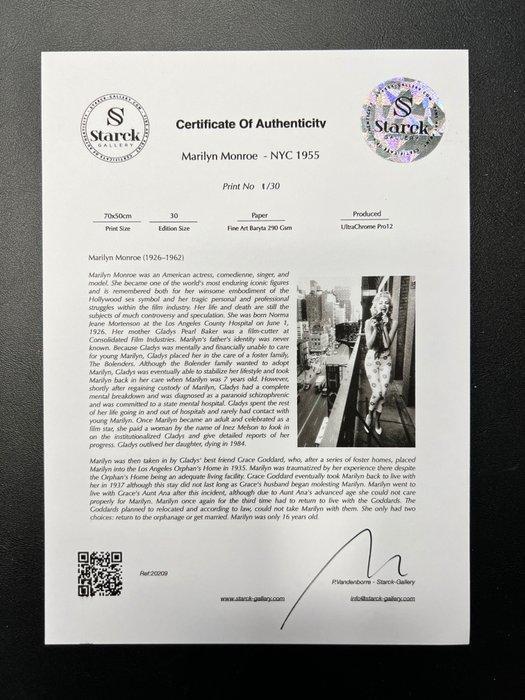 · STARCK-GALLERY.COM ·
CERTIFICATE OF AUTHENTICITY
S
Starck
GALLERY
S
Starck
GALLERY
Certificate Of Authenticity
Marilyn Monroe - NYC 1955
Print No 1/30
70x50cm 30 Paper Produced
Print Size Edition Size Fine Art Baryta 290 Gsm UltraChrome Pro12
Marilyn Monroe (1926–1962)
Marilyn Monroe was an American actress, comedienne, singer, and
model. She became one of the world's most enduring iconic figures
and is remembered both for her winsome embodiment of the
Hollywood sex symbol and her tragic personal and professional
struggles within the film industry. Her life and death are still the
subjects of much controversy and speculation. She was born Norma
Jeane Mortenson at the Los Angeles County Hospital on June 1,
1926. Her mother Gladys Pearl Baker was a film-cutter at
Consolidated Film Industries. Marilyn's father's identity was never
known. Because Gladys was mentally and financially unable to care
for young Marilyn, Gladys placed her in the care of a foster family,
The Bolenders. Although the Bolender family wanted to adopt
Marilyn, Gladys was eventually able to stabilize her lifestyle and took
Marilyn back in her care when Marilyn was 7 years old. However,
shortly after regaining custody of Marilyn, Gladys had a complete
mental breakdown and was diagnosed as a paranoid schizophrenic
and was committed to a state mental hospital. Gladys spent the rest
of her life going in and out of hospitals and rarely had contact with
young Marilyn. Once Marilyn became an adult and celebrated as a
film star, she paid a woman by the name of Inez Melson to look in
on the institutionalized Gladys and give detailed reports of her
progress. Gladys outlived her daughter, dying in 1984.
Marilyn was then taken in by Gladys' best friend Grace Goddard, who, after a series of foster homes, placed
Marilyn into the Los Angeles Orphan's Home in 1935. Marilyn was traumatized by her experience there despite
the Orphan's Home being an adequate living facility. Grace Goddard eventually took Marilyn back to live with
her in 1937 although this stay did not last long as Grace's husband began molesting Marilyn. Marilyn went to
live with Grace's Aunt Ana after this incident, although due to Aunt Ana's advanced age she could not care
properly for Marilyn. Marilyn once again for the third time had to return to live with the Goddards. The
Goddards planned to relocated and according to law, could not take Marilyn with them. She only had two
choices: return to the orphanage or get married. Marilyn was only 16 years old.
Ref:20209
P.Vandenborre - Starck-Gallery
www.starck-gallery.com info@starck-gallery.com